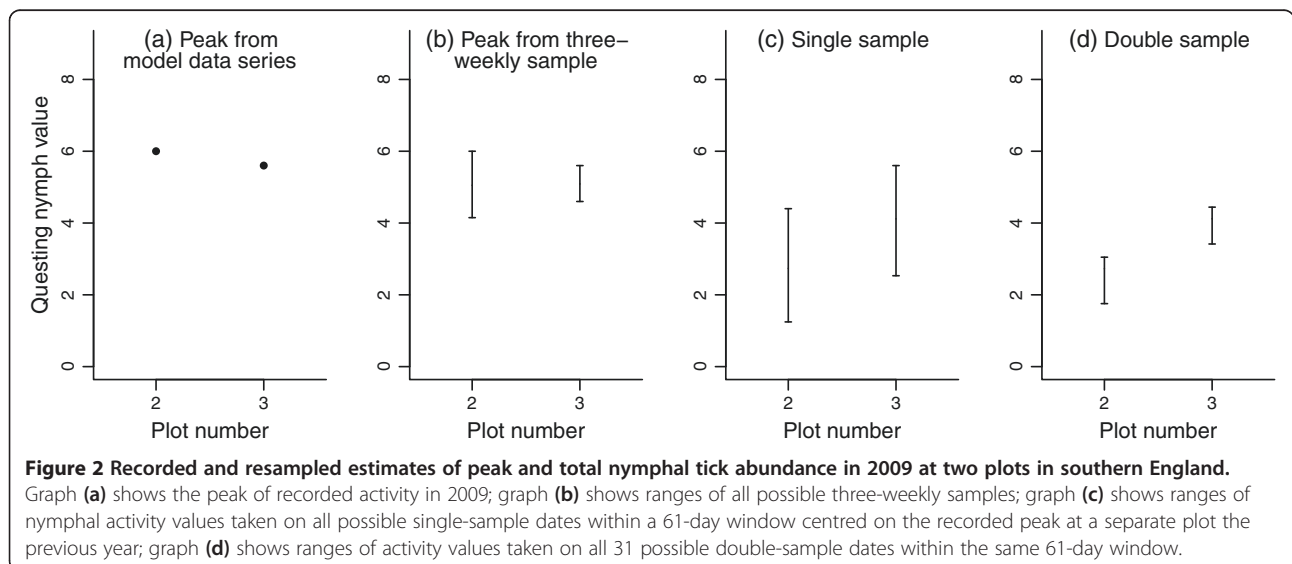 (a) Peak from
model data series
(b) Peak from three−
weekly sample
(c) Single sample
(d) Double sample
Questing nymph value
0
2
4
6
8
0
2
4
6
8
0
2
4
6
8
0
2
4
6
8
2
3
2
3
2
3
2
3
Plot number
Plot number
Plot number
Plot number
Figure 2 Recorded and resampled estimates of peak and total nymphal tick abundance in 2009 at two plots in southern England.
Graph (a) shows the peak of recorded activity in 2009; graph (b) shows ranges of all possible three-weekly samples; graph (c) shows ranges of
nymphal activity values taken on all possible single-sample dates within a 61-day window centred on the recorded peak at a separate plot the
previous year; graph (d) shows ranges of activity values taken on all 31 possible double-sample dates within the same 61-day window.